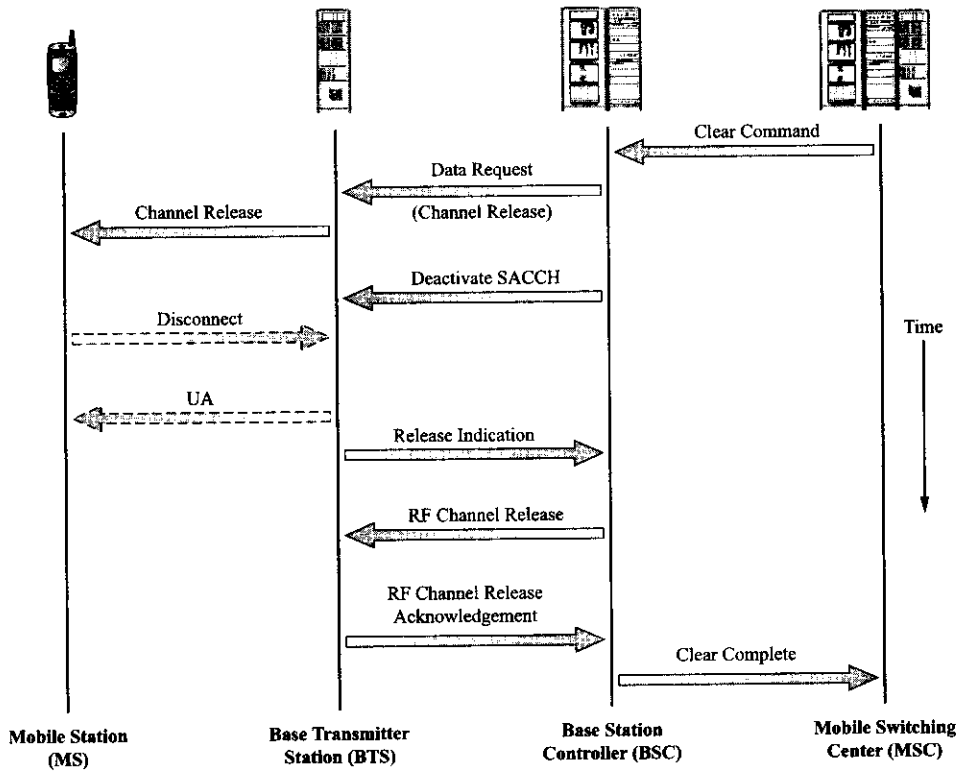 Clear Command
Data Request
(Channel Release)
Channel Release
Deactivate SACCH
Disconnect
Time
UA
Release Indication
RF Channel Release
RF Channel Release
Acknowledgement
Clear Complete
Mobile Station
(MS)
Base Transmitter
Station (BTS)
Base Station
Controller (BSC)
Mobile Switching
Center (MSC)